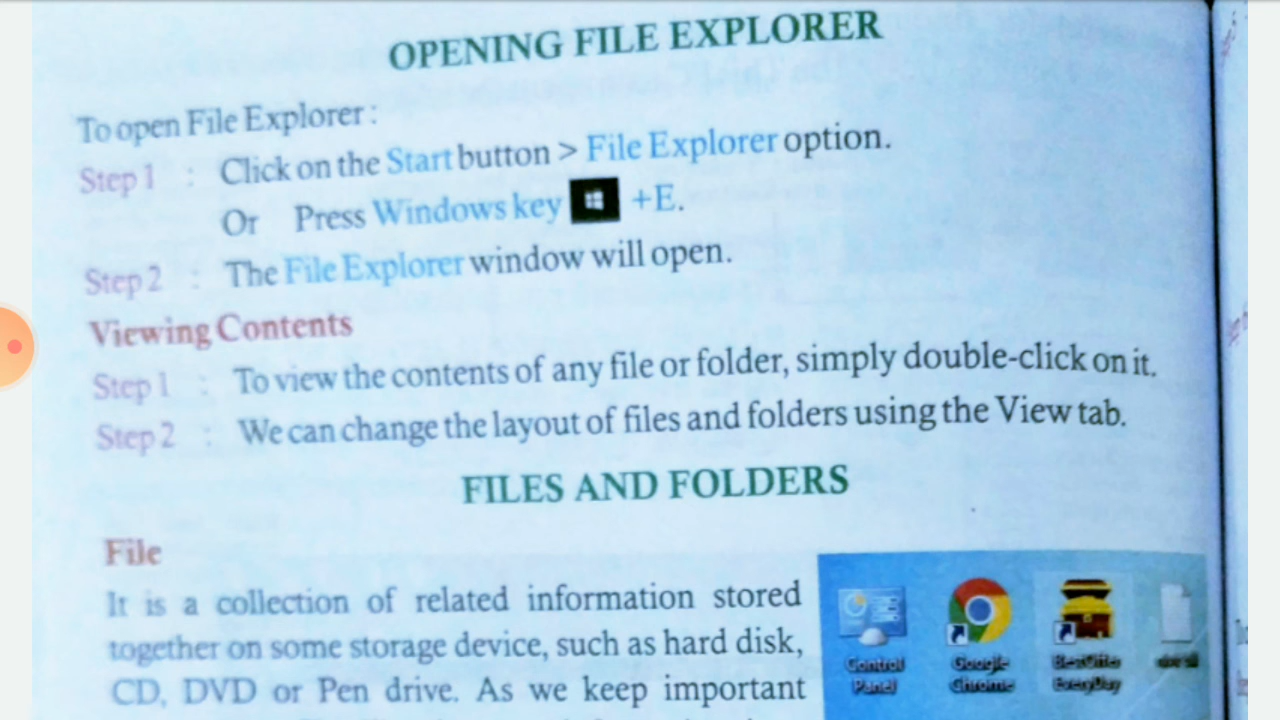 OPENING FILE EXPLORER
To open File Explorer :
Step 1 : Click on the Start button > File Explorer option.
Or Press Windows key +E.
Step 2 : The File Explorer window will open.
Viewing Contents
Step 1 : To view the contents of any file or folder, simply double-click on it.
Step 2 : We can change the layout of files and folders using the View tab.
FILES AND FOLDERS
File
It is a collection of related information stored
together on some storage device, such as hard disk,
CD, DVD or Pen drive. As we keep important
Control
Panel
Google
Chrome
BestOffer
EveryDay